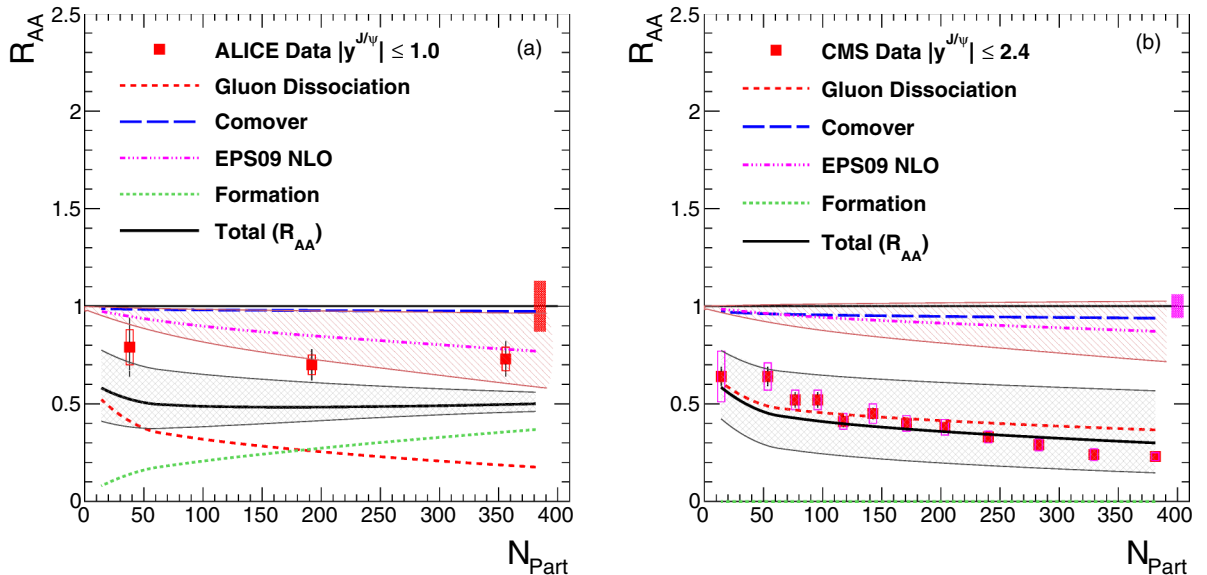 R_AA
2.5
2
1.5
1
0.5
0
ALICE Data |y^{J/ψ}| ≤ 1.0
(a)
Gluon Dissociation
Comover
EPS09 NLO
Formation
Total (R_AA)
0 50 100 150 200 250 300 350 400
N_Part
R_AA
2.5
2
1.5
1
0.5
0
CMS Data |y^{J/ψ}| ≤ 2.4
(b)
Gluon Dissociation
Comover
EPS09 NLO
Formation
Total (R_AA)
0 50 100 150 200 250 300 350 400
N_Part